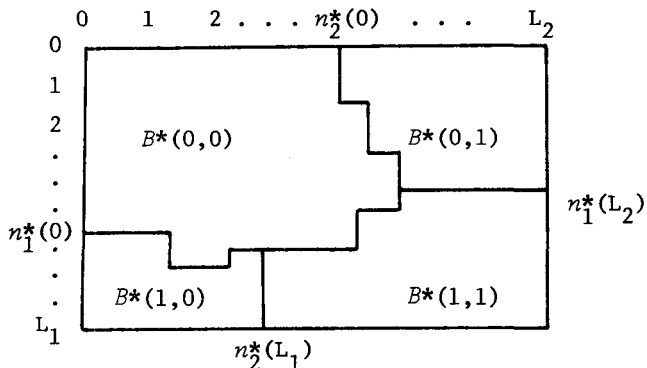 0 1 2 . . . n*2(0) . . . L2
0
1
2
.
.
.
n*1(0)
.
.
L1
B*(0,0)
B*(0,1)
n*1(L2)
B*(1,0)
B*(1,1)
n*2(L1)